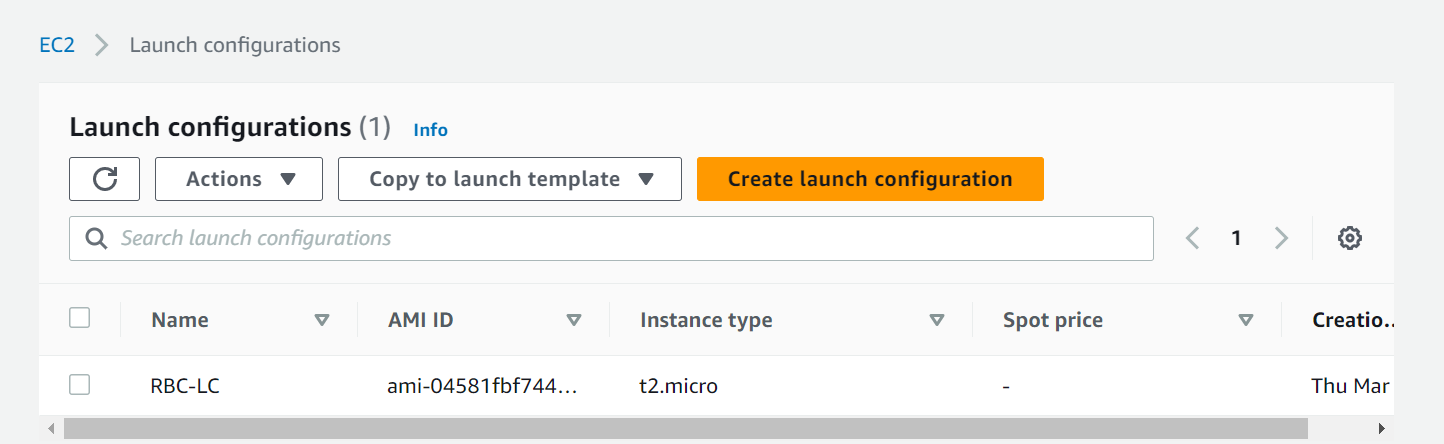 EC2 Launch configurations
Launch configurations (1) Info
Actions Copy to launch template Create launch configuration
Search launch configurations 1
Name AMI ID Instance type Spot price Creatio...
RBC-LC ami-04581fbf744... t2.micro - Thu Mar